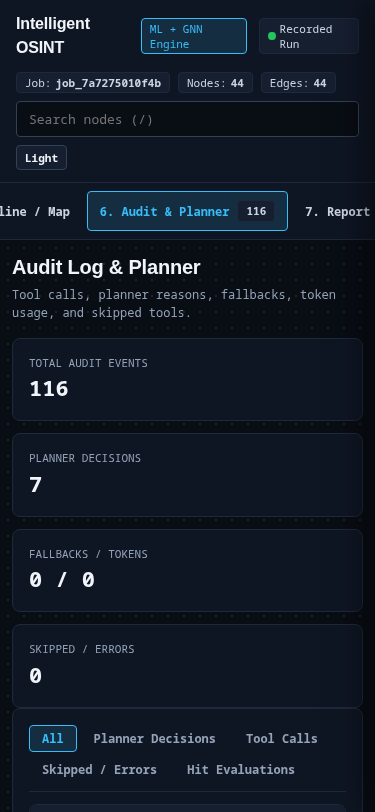 Intelligent
OSINT
ML + GNN
Engine
Recorded
Run
Job: job_7a7275010f4b
Nodes: 44
Edges: 44
Search nodes (/)
Light
line / Map
6. Audit & Planner 116
7. Report
Audit Log & Planner
Tool calls, planner reasons, fallbacks, token
usage, and skipped tools.
TOTAL AUDIT EVENTS
116
PLANNER DECISIONS
7
FALLBACKS / TOKENS
0 / 0
SKIPPED / ERRORS
0
All Planner Decisions Tool Calls
Skipped / Errors Hit Evaluations